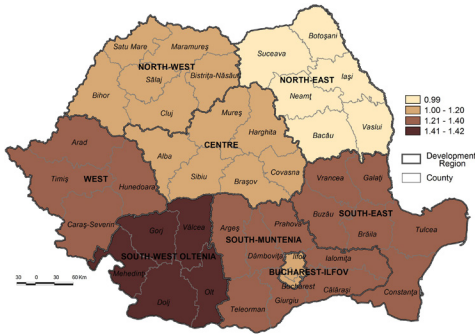 Satu Mare
Maramureş
Botoşani
Suceava
NORTH-WEST
Sălaj
Bistriţa-Năsăud
NORTH-EAST
Iaşi
Bihor
Cluj
Neamţ
Mureş
Harghita
Bacău
Vaslui
Arad
Alba
CENTRE
Timiş
WEST
Hunedoara
Sibiu
Braşov
Covasna
Vrancea
Galaţi
Caraş-Severin
Gorj
Vâlcea
Argeş
Prahova
Buzău
SOUTH-EAST
Brăila
Tulcea
SOUTH-WEST OLTENIA
SOUTH-MUNTENIA
Dâmboviţa
Ilfov
Ialomiţa
Mehedinţi
BUCHAREST-ILFOV
Bucharest
Călăraşi
Constanţa
Dolj
Olt
Giurgiu
Teleorman
0.99
1.00 - 1.20
1.21 - 1.40
1.41 - 1.42
Development
Region
County
30 0 30 60 Km